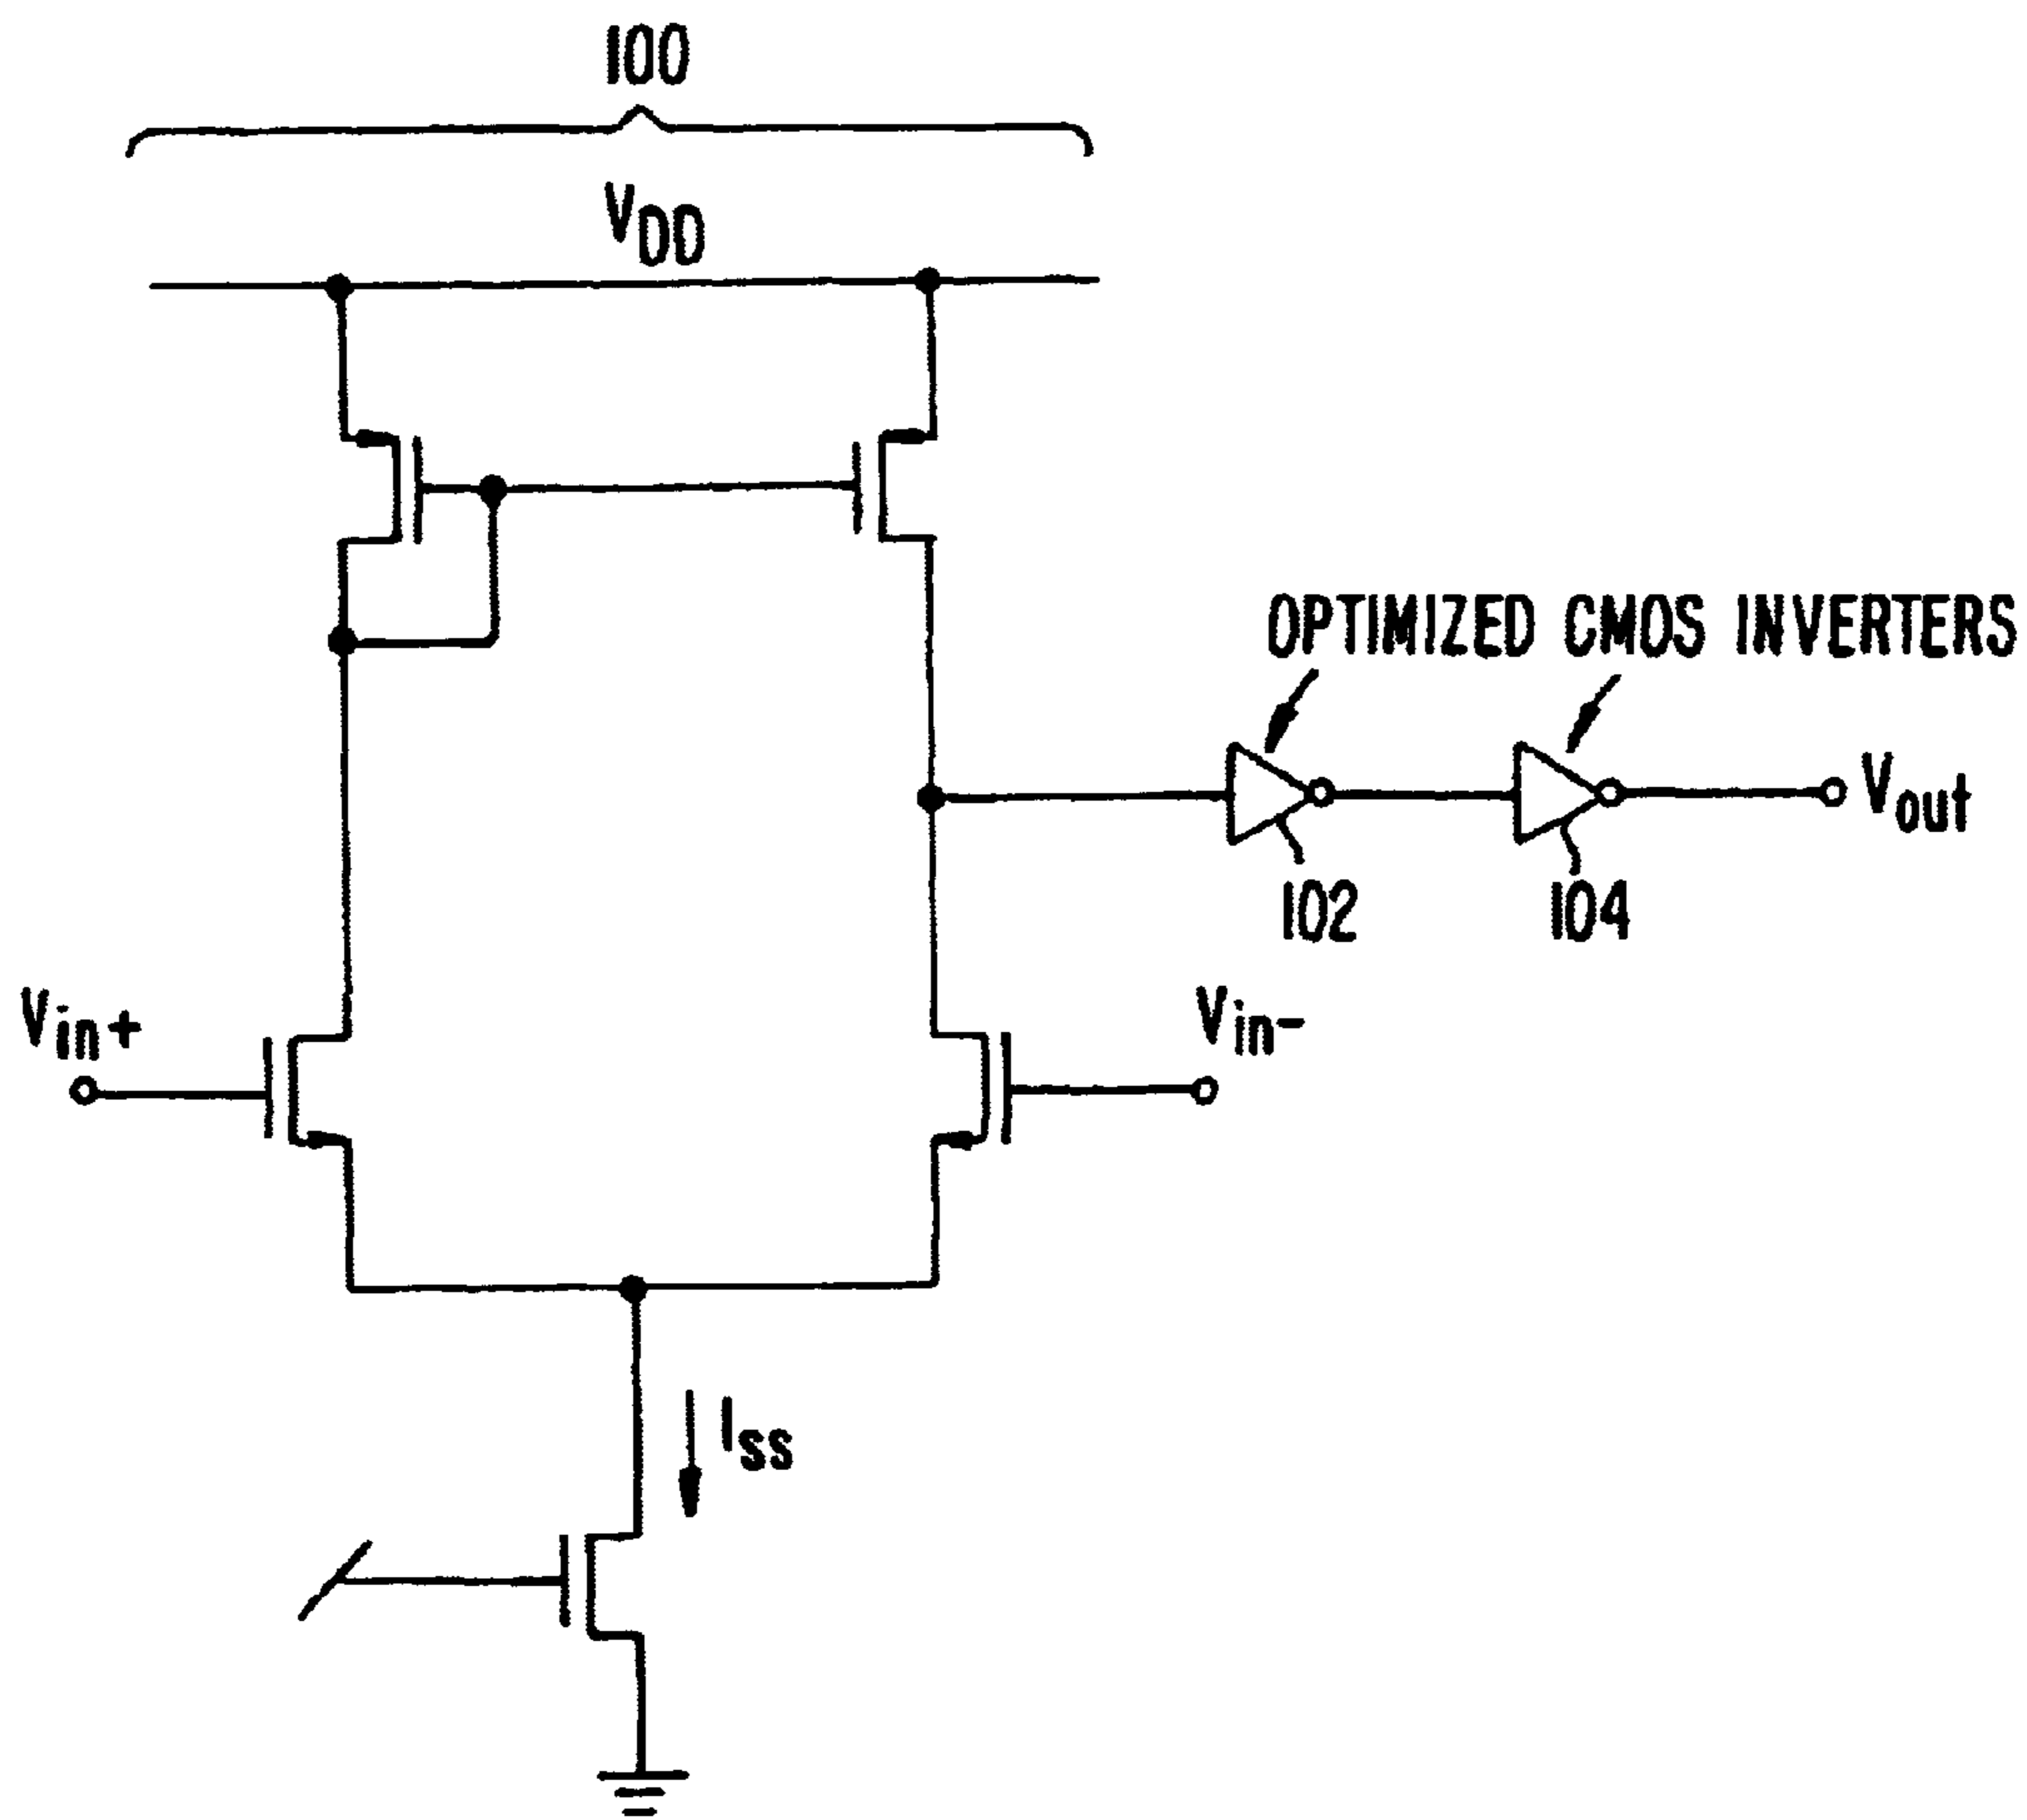 100
VDD
OPTIMIZED CMOS INVERTERS
Vout
102
104
Vin+
Vin-
ISS